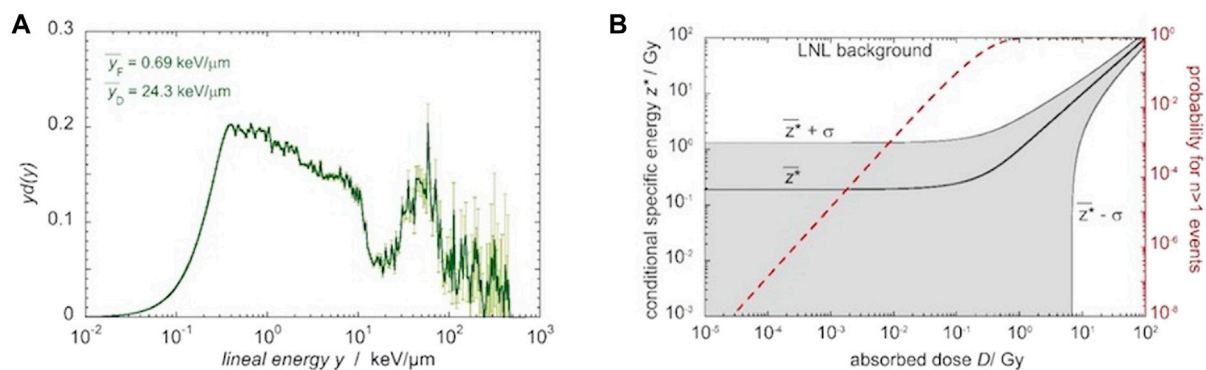 A
0.3
0.2
0.1
0
10⁻² 10⁻¹ 10⁰ 10¹ 10² 10³
yd(y)
lineal energy y / keV/μm
y̅_F = 0.69 keV/μm
y̅_D = 24.3 keV/μm
B
LNL background
10² 10¹ 10⁰ 10⁻¹ 10⁻² 10⁻³
conditional specific energy z* / Gy
z̅*̅ + σ
z̅*̅
z̅*̅ - σ
10⁰ 10⁻² 10⁻⁴ 10⁻⁶ 10⁻⁸
probability for n>1 events
10⁻⁵ 10⁻⁴ 10⁻³ 10⁻² 10⁻¹ 10⁰ 10¹ 10²
absorbed dose D/ Gy